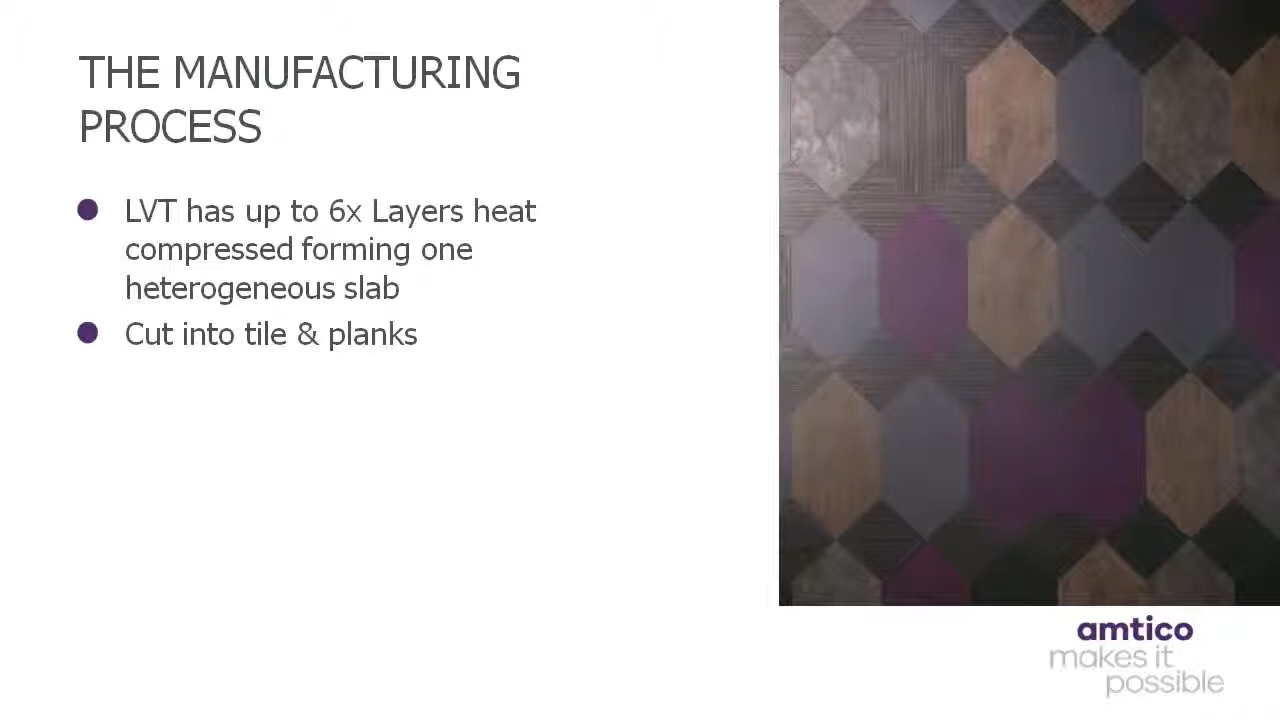 THE MANUFACTURING
PROCESS
LVT has up to 6x Layers heat
compressed forming one
heterogeneous slab
Cut into tile & planks
amtico
makes it
possible